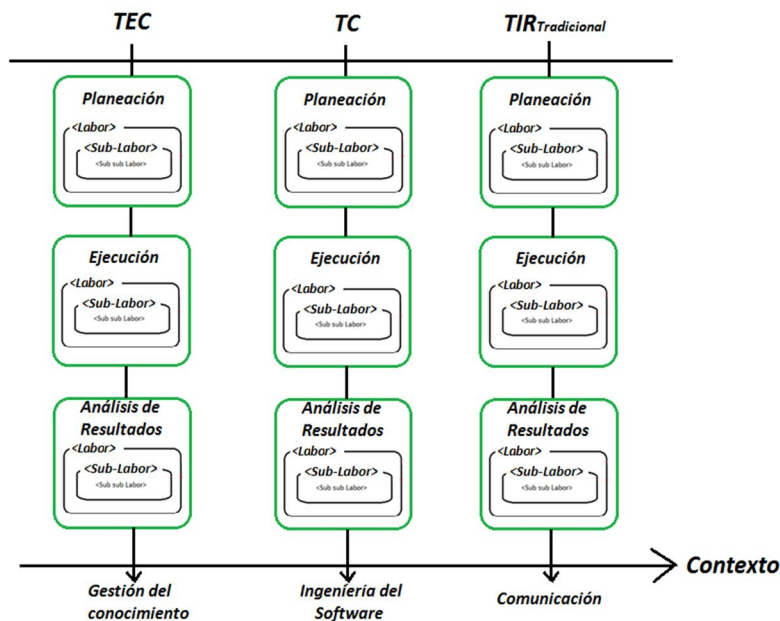 TEC
TC
TIRTradicional
Planeación
<Labor>
<Sub-Labor>
<Sub sub Labor>
Planeación
<Labor>
<Sub-Labor>
<Sub sub Labor>
Planeación
<Labor>
<Sub-Labor>
<Sub sub Labor>
Ejecución
<Labor>
<Sub-Labor>
<Sub sub Labor>
Ejecución
<Labor>
<Sub-Labor>
<Sub sub Labor>
Ejecución
<Labor>
<Sub-Labor>
<Sub sub Labor>
Análisis de
Resultados
<Labor>
<Sub-Labor>
<Sub sub Labor>
Análisis de
Resultados
<Labor>
<Sub-Labor>
<Sub sub Labor>
Análisis de
Resultados
<Labor>
<Sub-Labor>
<Sub sub Labor>
Contexto
Gestión del
conocimiento
Ingeniería del
Software
Comunicación